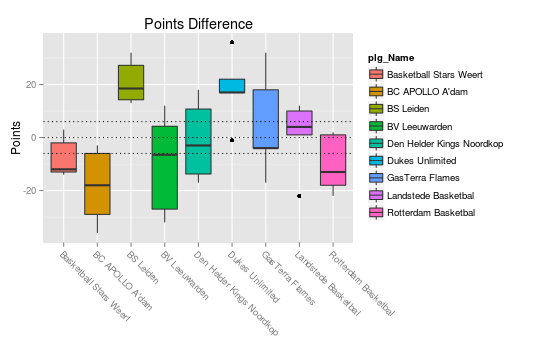 Points Difference
Points
20
0
-20
Basketball Stars Weert
BC APOLLO A'dam
BS Leiden
BV Leeuwarden
Den Helder Kings Noordkop
Dukes Unlimited
GasTerra Flames
Landstede Basketbal
Rotterdam Basketbal
plg_Name
Basketball Stars Weert
BC APOLLO A'dam
BS Leiden
BV Leeuwarden
Den Helder Kings Noordkop
Dukes Unlimited
GasTerra Flames
Landstede Basketbal
Rotterdam Basketbal